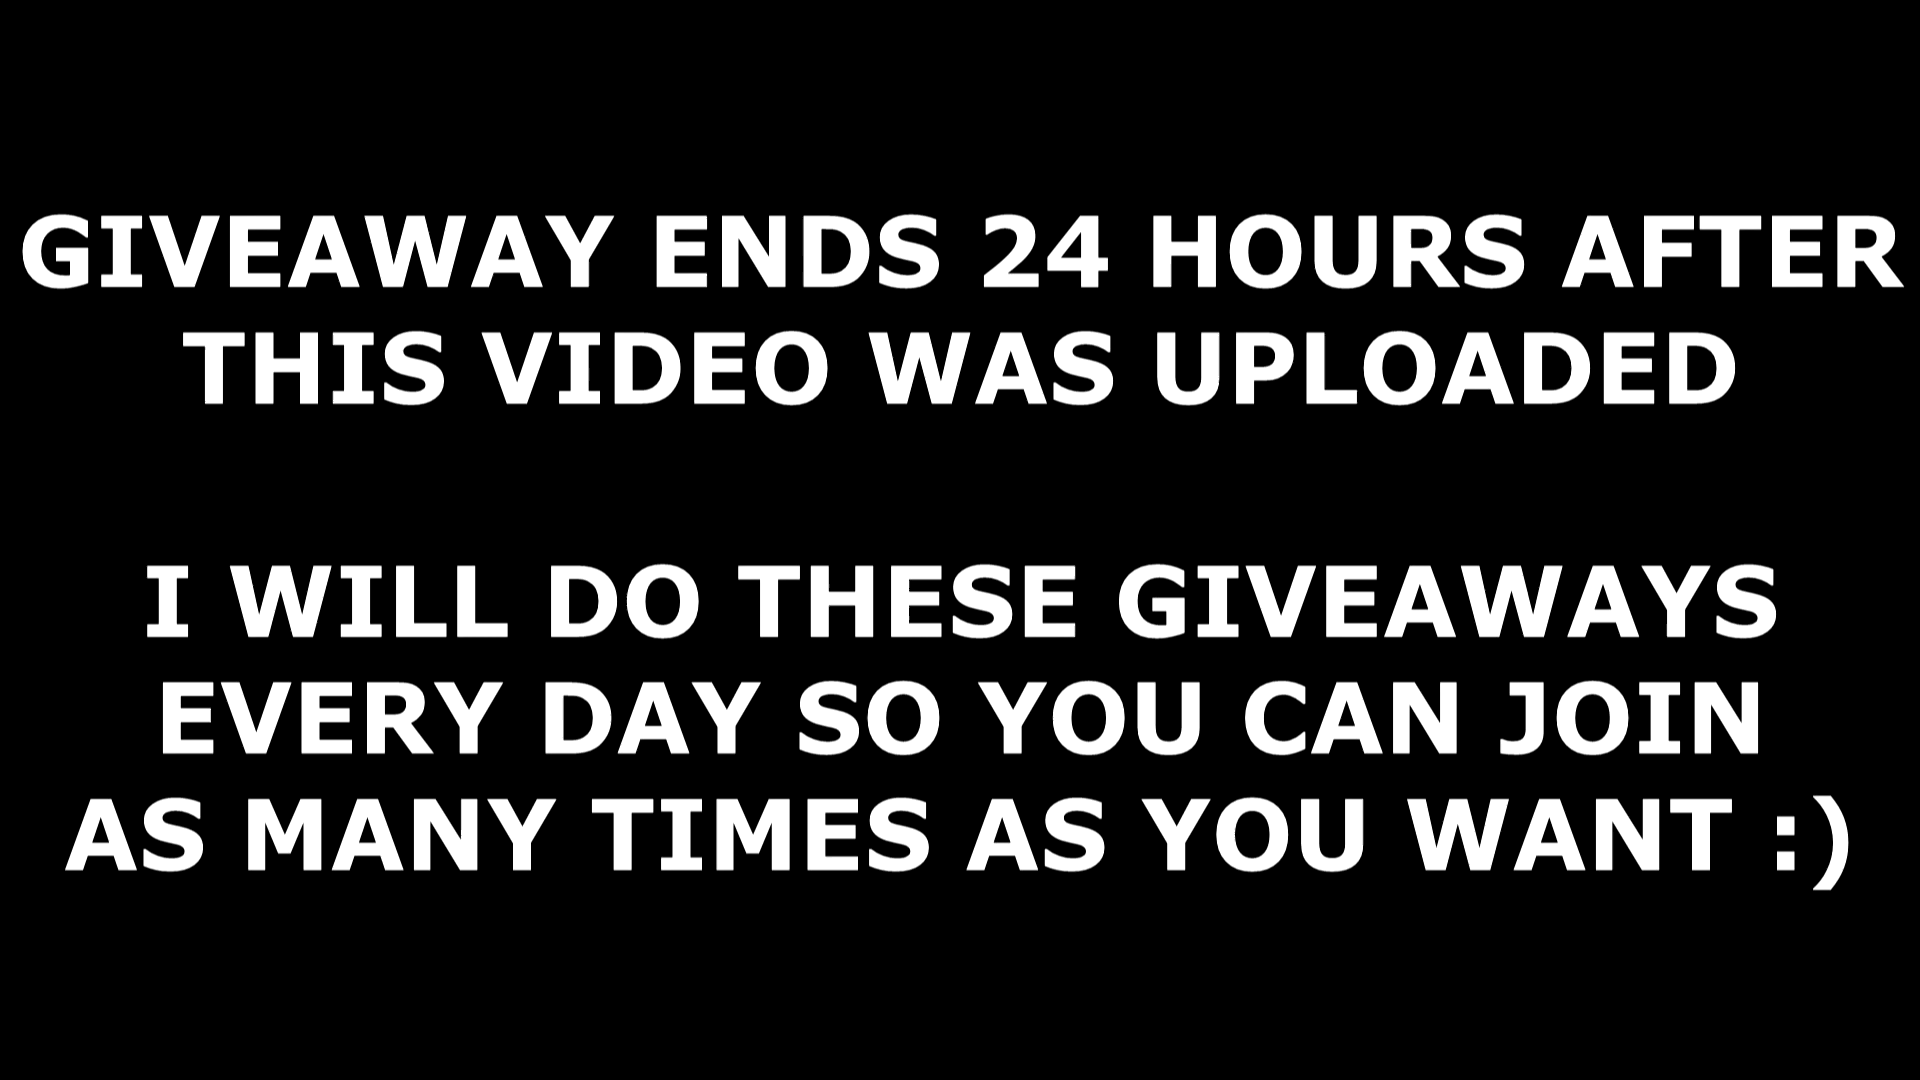 GIVEAWAY ENDS 24 HOURS AFTER
THIS VIDEO WAS UPLOADED
I WILL DO THESE GIVEAWAYS
EVERY DAY SO YOU CAN JOIN
AS MANY TIMES AS YOU WANT :)